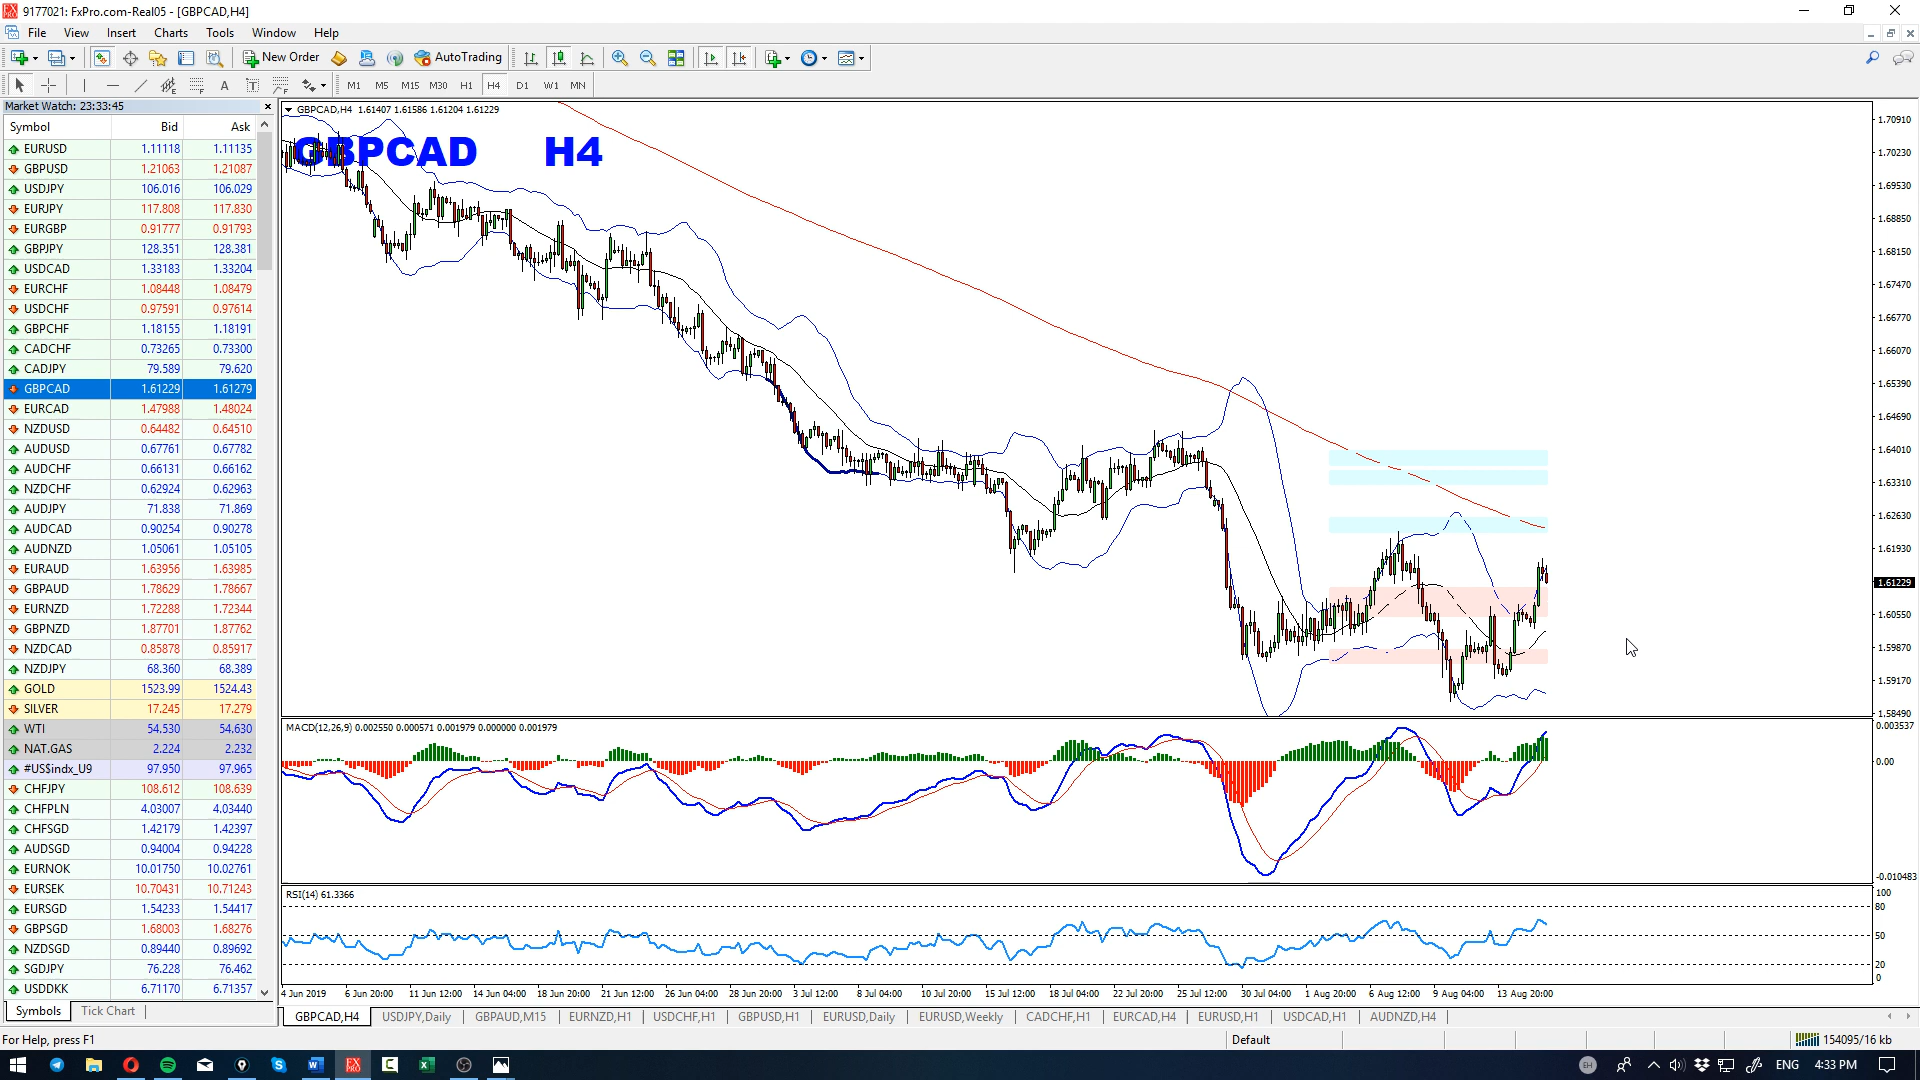 9177021: FxPro.com-Real05 - [GBPCAD,H4]
File View Insert Charts Tools Window Help
New Order AutoTrading
M1 M5 M15 M30 H1 H4 D1 W1 MN
Market Watch: 23:33:45
Symbol Bid Ask
EURUSD 1.11118 1.11135
GBPUSD 1.21063 1.21087
USDJPY 106.016 106.029
EURJPY 117.808 117.830
EURGBP 0.91777 0.91793
GBPJPY 128.351 128.381
USDCAD 1.33183 1.33204
EURCHF 1.08448 1.08479
USDCHF 0.97591 0.97614
GBPCHF 1.18155 1.18191
CADCHF 0.73265 0.73300
CADJPY 79.589 79.620
GBPCAD 1.61229 1.61279
EURCAD 1.47988 1.48024
NZDUSD 0.64482 0.64510
AUDUSD 0.67761 0.67782
AUDCHF 0.66131 0.66162
NZDCHF 0.62924 0.62963
AUDJPY 71.838 71.869
AUDCAD 0.90254 0.90278
AUDNZD 1.05061 1.05105
EURAUD 1.63956 1.63985
GBPAUD 1.78629 1.78667
EURNZD 1.72288 1.72344
GBPNZD 1.87701 1.87762
NZDCAD 0.85878 0.85917
NZDJPY 68.360 68.389
GOLD 1523.99 1524.43
SILVER 17.245 17.279
WTI 54.530 54.630
NAT.GAS 2.224 2.232
#US$indx_U9 97.950 97.965
CHFJPY 108.612 108.639
CHFPLN 4.03007 4.03440
CHFSGD 1.42179 1.42397
AUDSGD 0.94004 0.94228
EURNOK 10.01750 10.02761
EURSEK 10.70431 10.71243
EURSGD 1.54233 1.54417
GBPSGD 1.68003 1.68276
NZDSGD 0.89440 0.89692
SGDJPY 76.228 76.462
USDDKK 6.71170 6.71357
Symbols Tick Chart
GBPCAD,H4 1.61407 1.61586 1.61204 1.61229
GBPCAD H4
1.70910
1.70230
1.69530
1.68850
1.68150
1.67470
1.66770
1.66070
1.65390
1.64690
1.64010
1.63310
1.62630
1.61930
1.61229
1.60550
1.59870
1.59170
1.58490
MACD(12,26,9) 0.002550 0.000571 0.001979 0.000000 0.001979
0.003537
0.00
-0.010483
RSI(14) 61.3366
100
80
50
20
0
4 Jun 2019 6 Jun 20:00 11 Jun 12:00 14 Jun 04:00 18 Jun 20:00 21 Jun 12:00 26 Jun 04:00 28 Jun 20:00 3 Jul 12:00 8 Jul 04:00 10 Jul 20:00 15 Jul 12:00 18 Jul 04:00 22 Jul 20:00 25 Jul 12:00 30 Jul 04:00 1 Aug 20:00 6 Aug 12:00 9 Aug 04:00 13 Aug 20:00
GBPCAD,H4 USDJPY,Daily GBPAUD,M15 EURNZD,H1 USDCHF,H1 GBPUSD,H1 EURUSD,Daily EURUSD,Weekly CADCHF,H1 EURCAD,H4 EURUSD,H1 USDCAD,H1 AUDNZD,H4
For Help, press F1 Default 154095/16 kb
ENG 4:33 PM